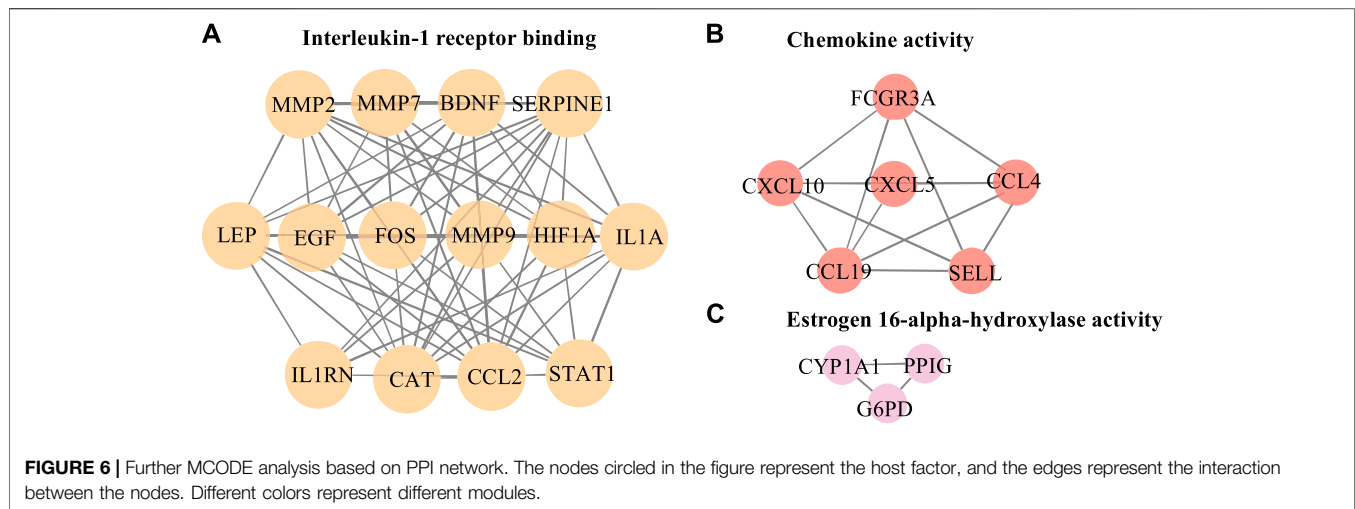 A
Interleukin-1 receptor binding
MMP2 MMP7 BDNF SERPINE1
LEP EGF FOS MMP9 HIF1A IL1A
IL1RN CAT CCL2 STAT1
B
Chemokine activity
FCGR3A
CXCL10 CXCL5 CCL4
CCL19 SELL
C
Estrogen 16-alpha-hydroxylase activity
CYP1A1 PPIG
G6PD
FIGURE 6 | Further MCODE analysis based on PPI network. The nodes circled in the figure represent the host factor, and the edges represent the interaction
between the nodes. Different colors represent different modules.